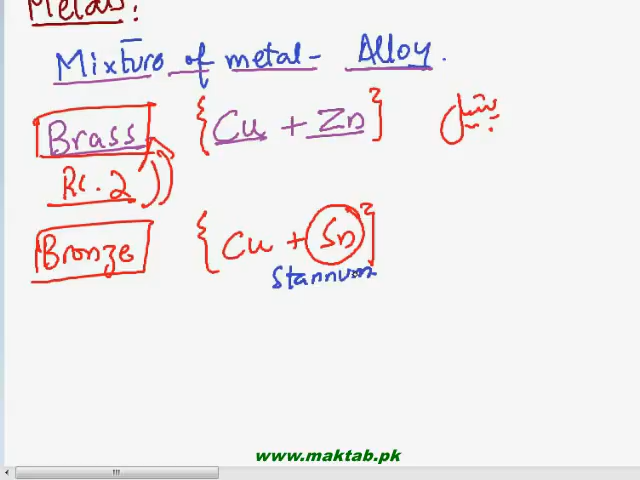 Metals:
Mixture of metal - Alloy.
Brass {Cu + Zn} پیتل
Rs. 2
Bronze {Cu + Sn}
Stannum
www.maktab.pk